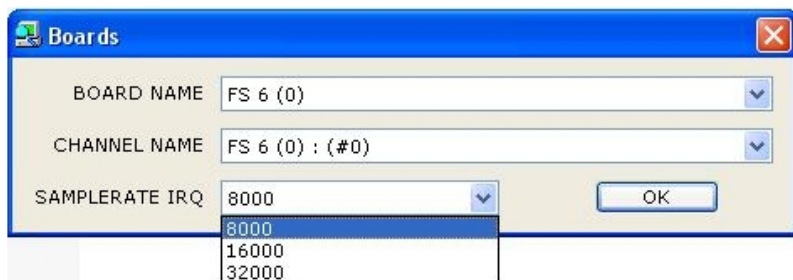 Boards
BOARD NAME FS 6 (0)
CHANNEL NAME FS 6 (0) : (#0)
SAMPLERATE IRQ 8000 OK
8000
16000
32000